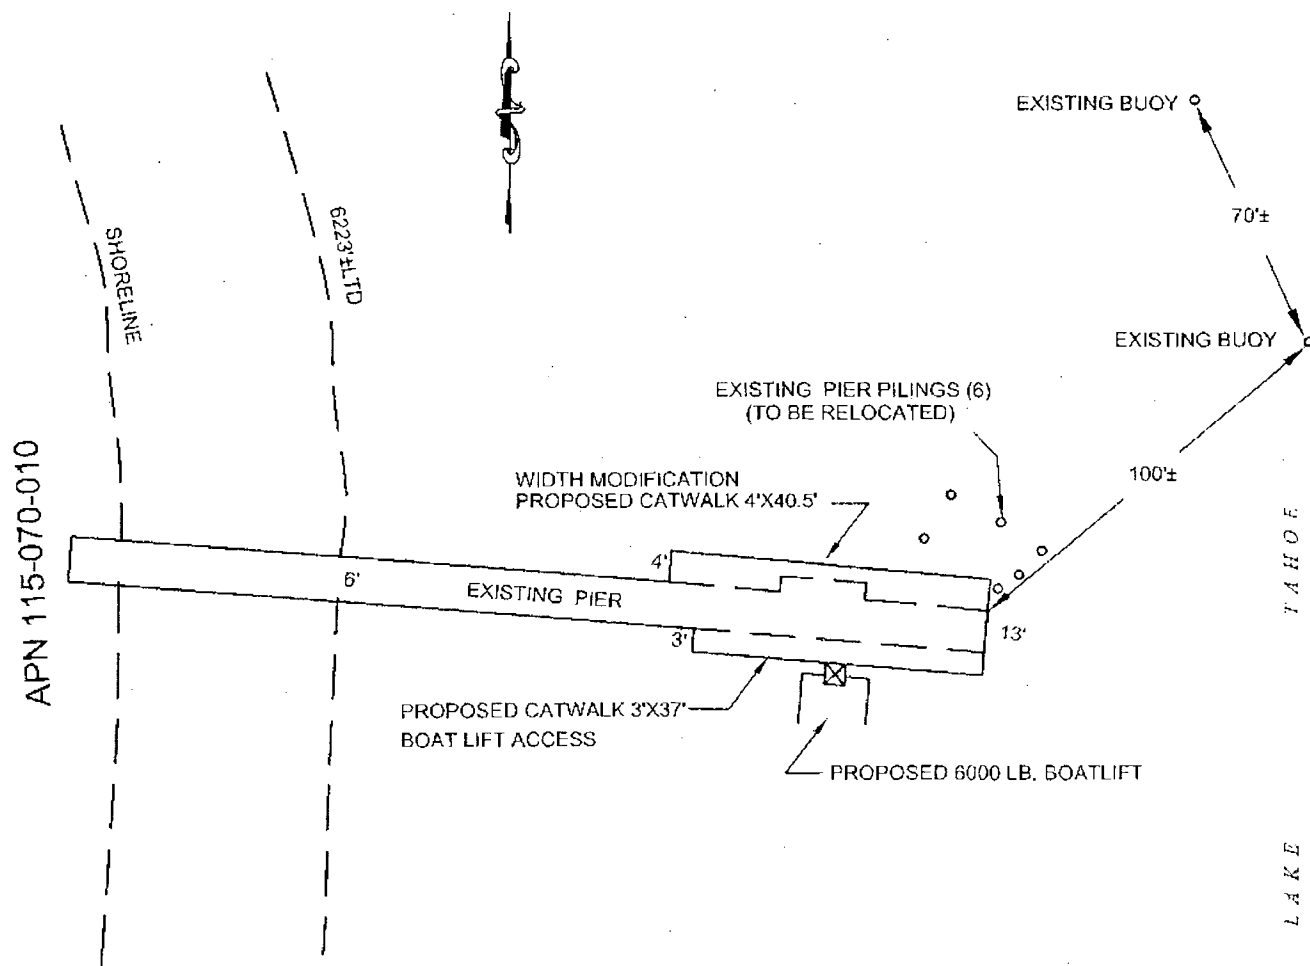 EXISTING BUOY
70'±
SHORELINE
6223'±LTD
EXISTING BUOY
EXISTING PIER PILINGS (6)
(TO BE RELOCATED)
100'±
WIDTH MODIFICATION
PROPOSED CATWALK 4'X40.5'
APN 115-070-010
4'
6'
EXISTING PIER
3'
13'
PROPOSED CATWALK 3'X37'
BOAT LIFT ACCESS
PROPOSED 6000 LB. BOATLIFT
LAKE TAHOE